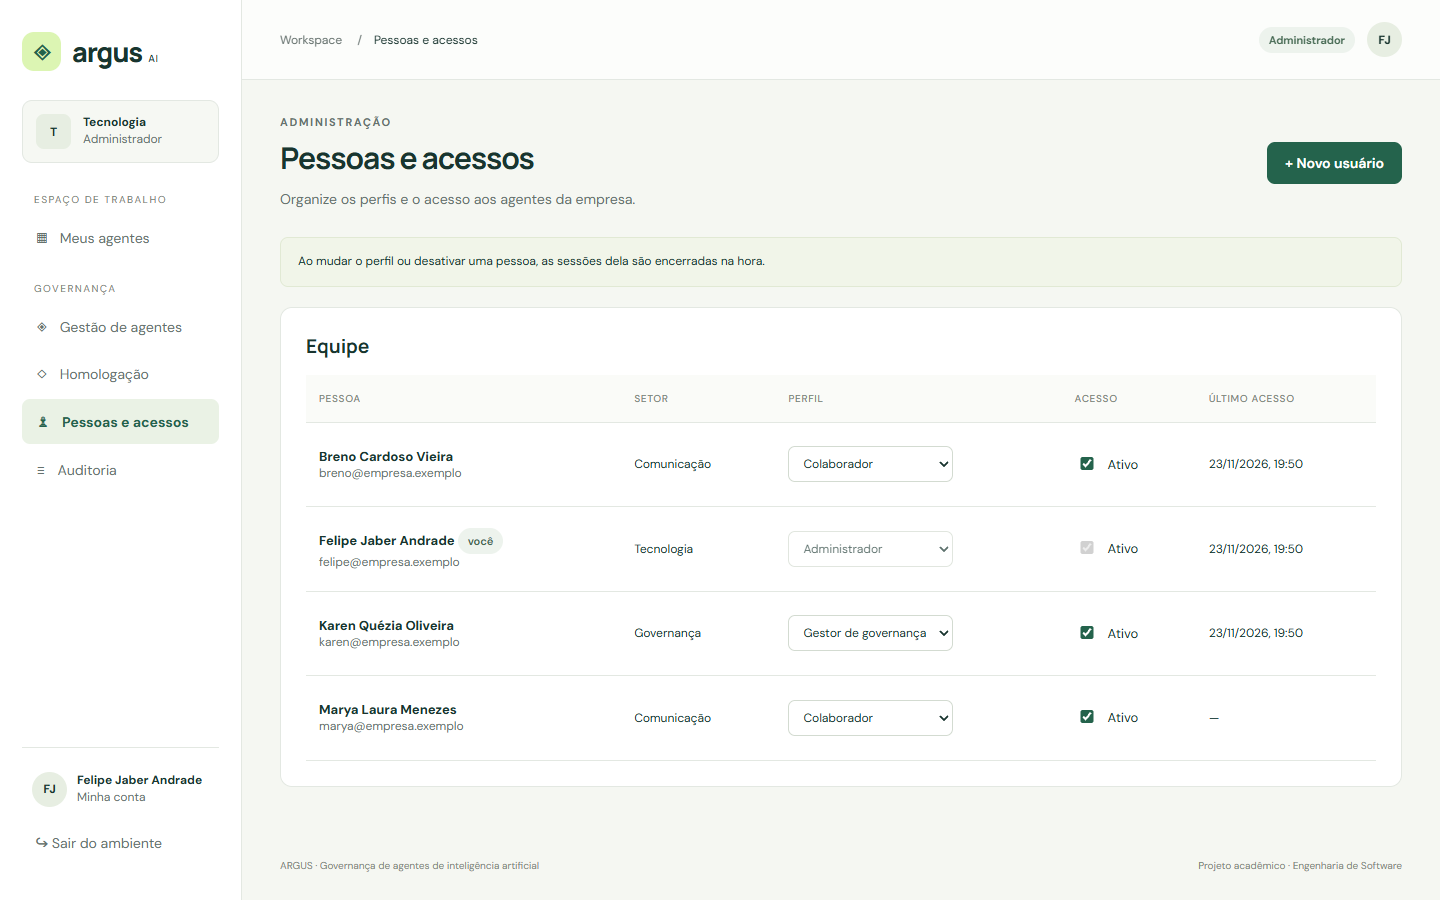 argus AI
T
Tecnologia
Administrador
ESPAÇO DE TRABALHO
Meus agentes
GOVERNANÇA
Gestão de agentes
Homologação
Pessoas e acessos
Auditoria
FJ
Felipe Jaber Andrade
Minha conta
Sair do ambiente
Workspace / Pessoas e acessos
Administrador FJ
ADMINISTRAÇÃO
Pessoas e acessos
Organize os perfis e o acesso aos agentes da empresa.
+ Novo usuário
Ao mudar o perfil ou desativar uma pessoa, as sessões dela são encerradas na hora.
Equipe
PESSOA SETOR PERFIL ACESSO ÚLTIMO ACESSO
Breno Cardoso Vieira
breno@empresa.exemplo
Comunicação Colaborador Ativo 23/11/2026, 19:50
Felipe Jaber Andrade você
felipe@empresa.exemplo
Tecnologia Administrador Ativo 23/11/2026, 19:50
Karen Quézia Oliveira
karen@empresa.exemplo
Governança Gestor de governança Ativo 23/11/2026, 19:50
Marya Laura Menezes
marya@empresa.exemplo
Comunicação Colaborador Ativo —
ARGUS · Governança de agentes de inteligência artificial
Projeto acadêmico · Engenharia de Software